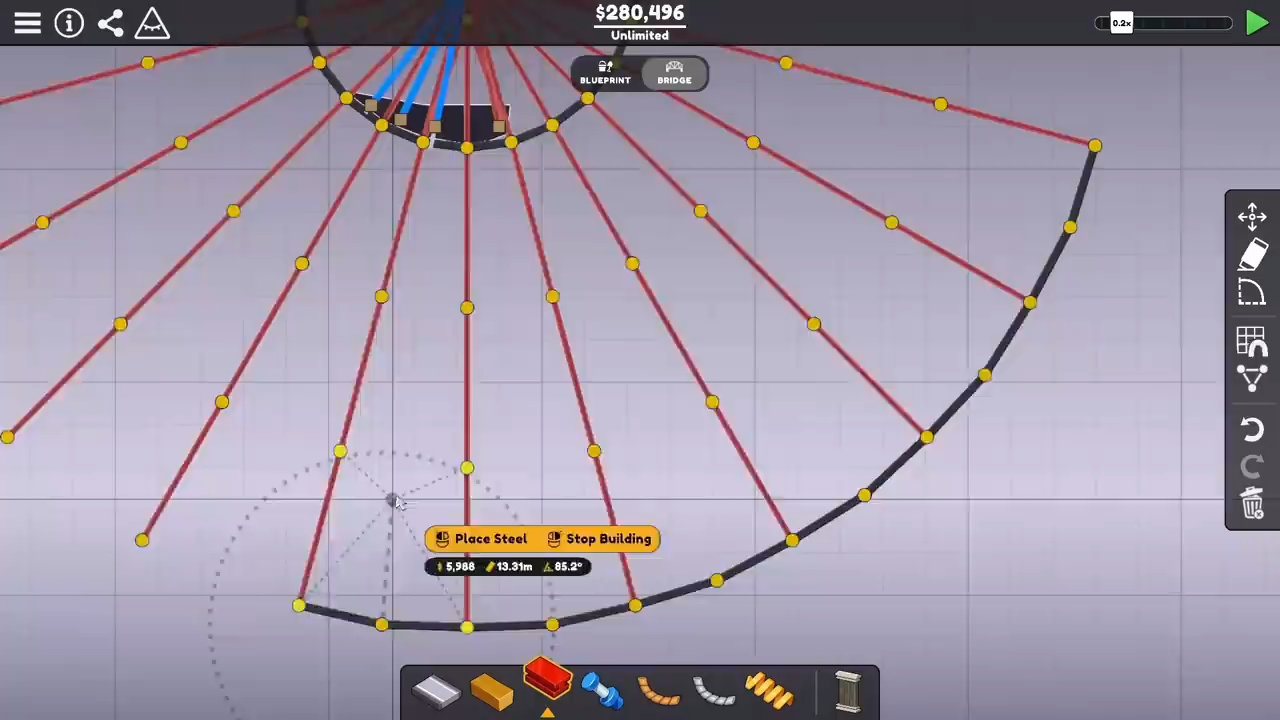 $280,496
Unlimited
0.2x
BLUEPRINT
BRIDGE
Place Steel
Stop Building
5,988
13.31m
85.2°